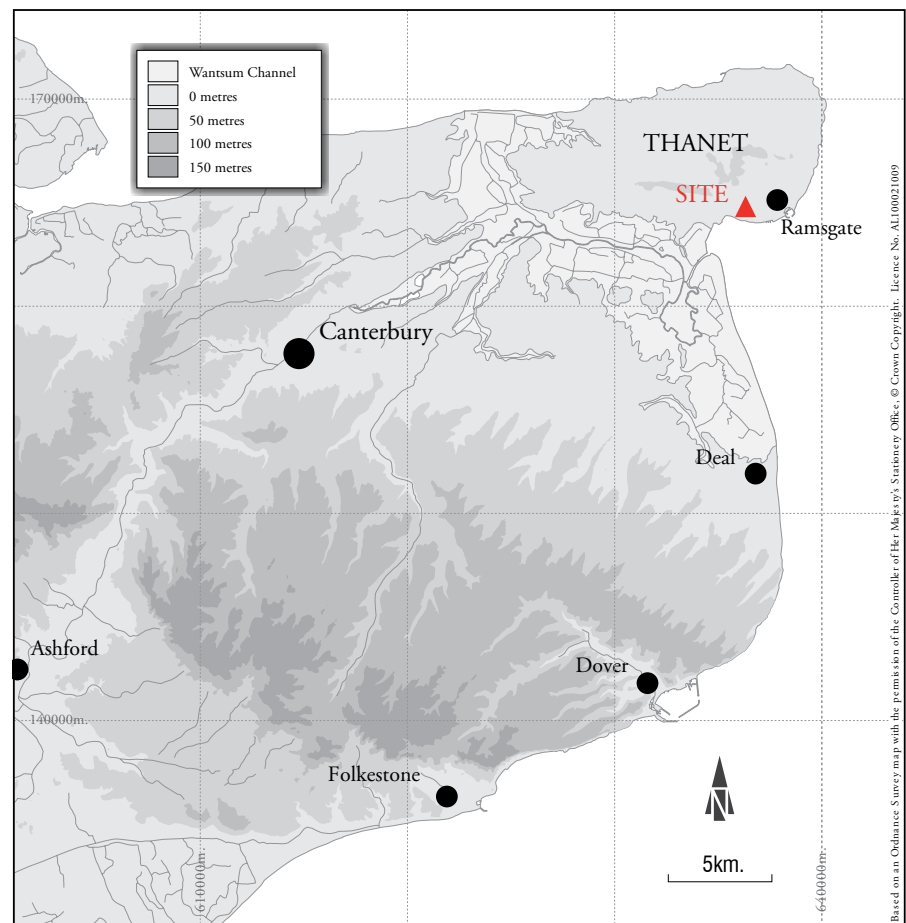 Wantsum Channel
0 metres
50 metres
100 metres
150 metres
170000m.
THANET
SITE
Ramsgate
Canterbury
Deal
Ashford
Dover
140000m.
Folkestone
N
5km.
610000m.
640000m.
Based on an Ordnance Survey map with the permission of the Controller of Her Majesty's Stationery Office, © Crown Copyright. Licence No. AL100021009